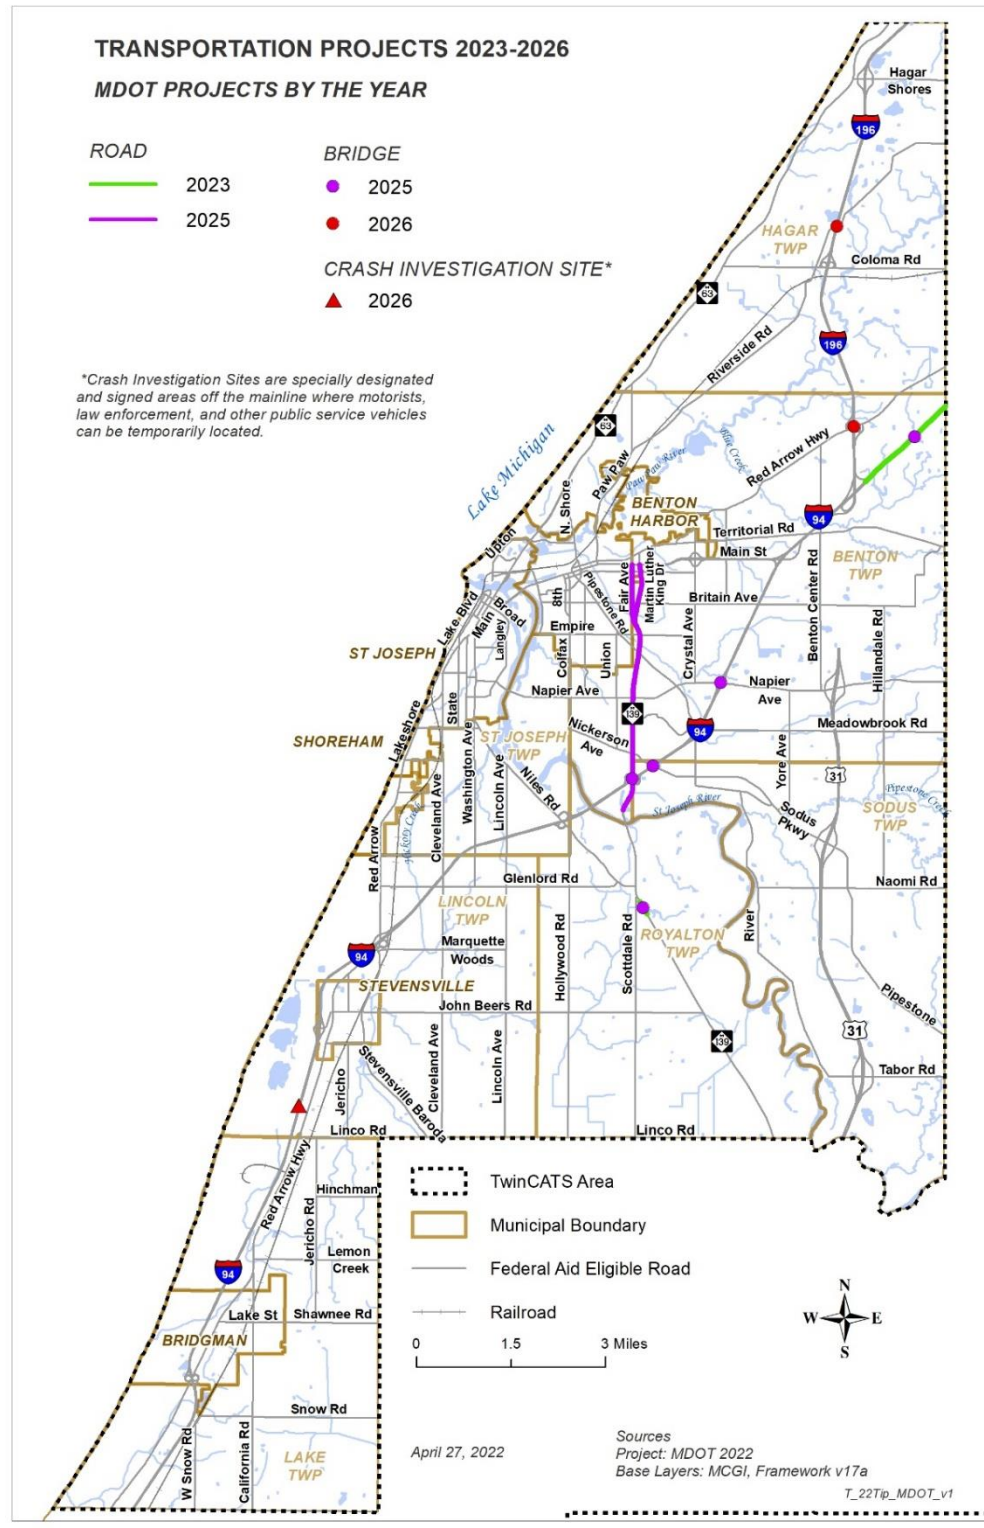 TRANSPORTATION PROJECTS 2023-2026
MDOT PROJECTS BY THE YEAR
ROAD
2023
2025
BRIDGE
2025
2026
CRASH INVESTIGATION SITE*
2026
*Crash Investigation Sites are specially designated
and signed areas off the mainline where motorists,
law enforcement, and other public service vehicles
can be temporarily located.
Hagar
Shores
196
HAGAR
TWP
Coloma Rd
63
196
Riverside Rd
63
Lake Michigan
Red Arrow Hwy
Blue Creek
Paw Paw River
Paw Paw
N. Shore
BENTON
HARBOR
94
Territorial Rd
Main St
BENTON
TWP
Upton
Fair Ave
Martin Luther
King Dr
Pipestone Rd
8th
Britain Ave
Benton Center Rd
Hillandale Rd
Lake Blvd
Broad
Main
Langley
Empire
Colfax
Union
Crystal Ave
ST JOSEPH
State
Napier Ave
Napier
Ave
139
Meadowbrook Rd
SHOREHAM
Lakeshore
ST JOSEPH
TWP
Nickerson
Ave
94
Yore Ave
31
Washington Ave
Lincoln Ave
Niles Rd
Cleveland Ave
Hickory Creek
St Joseph River
Sodus
Pkwy
Pipestone Creek
SODUS
TWP
Red Arrow
Glenlord Rd
Naomi Rd
LINCOLN
TWP
Hollywood Rd
Scottdale Rd
ROYALTON
TWP
River
94
Marquette
Woods
STEVENSVILLE
John Beers Rd
Pipestone
139
31
Jericho
Stevensville Baroda
Cleveland Ave
Lincoln Ave
Tabor Rd
Linco Rd
Linco Rd
Red Arrow Hwy
Jericho Rd
Hinchman
94
Lemon
Creek
Lake St
Shawnee Rd
BRIDGMAN
Snow Rd
W Snow Rd
California Rd
LAKE
TWP
TwinCATS Area
Municipal Boundary
Federal Aid Eligible Road
Railroad
0 1.5 3 Miles
N
W E
S
April 27, 2022
Sources
Project: MDOT 2022
Base Layers: MCGI, Framework v17a
T_22Tip_MDOT_v1